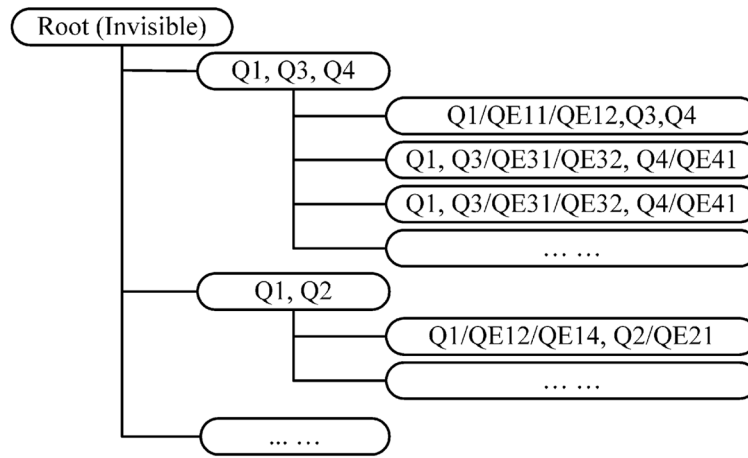 Root (Invisible)
Q1, Q3, Q4
Q1/QE11/QE12,Q3,Q4
Q1, Q3/QE31/QE32, Q4/QE41
Q1, Q3/QE31/QE32, Q4/QE41
... ...
Q1, Q2
Q1/QE12/QE14, Q2/QE21
... ...
... ...